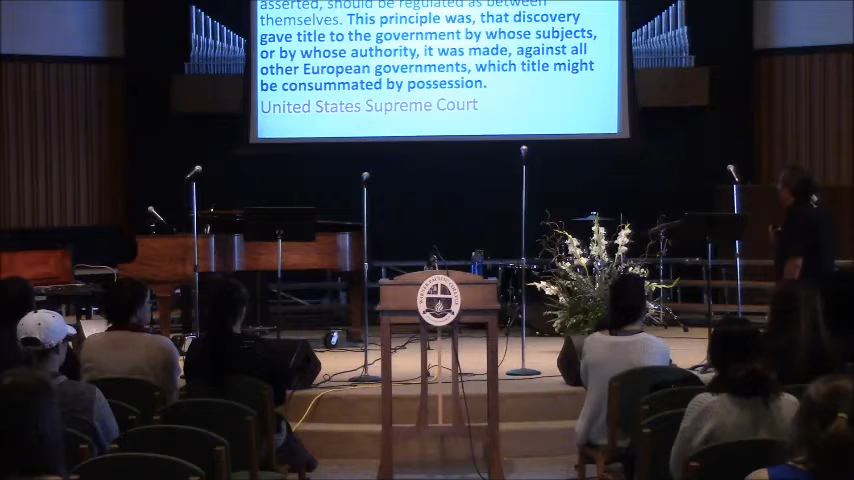 asserted, should be regulated as between
themselves. This principle was, that discovery
gave title to the government by whose subjects,
or by whose authority, it was made, against all
other European governments, which title might
be consummated by possession.
United States Supreme Court